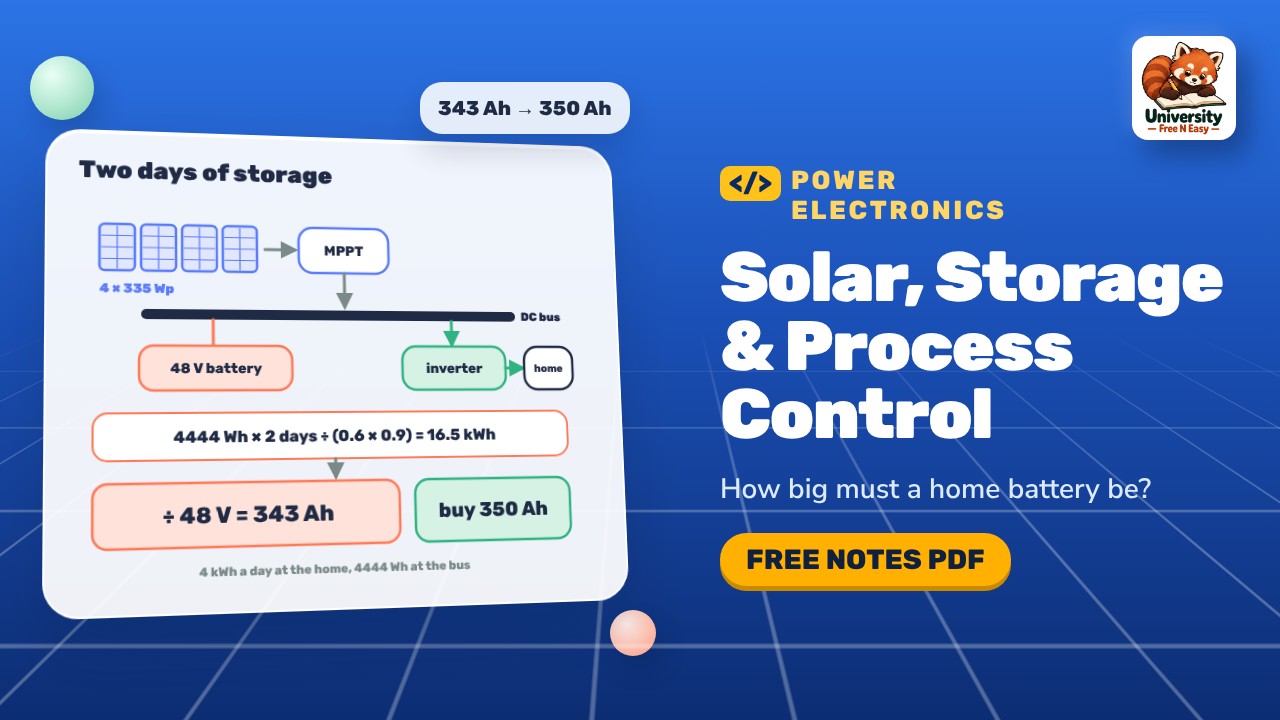 343 Ah → 350 Ah
Two days of storage
MPPT
4 × 335 Wp
DC bus
48 V battery
inverter
home
4444 Wh × 2 days ÷ (0.6 × 0.9) = 16.5 kWh
÷ 48 V = 343 Ah
buy 350 Ah
4 kWh a day at the home, 4444 Wh at the bus
University
Free N Easy
</> POWER
ELECTRONICS
Solar, Storage
& Process
Control
How big must a home battery be?
FREE NOTES PDF